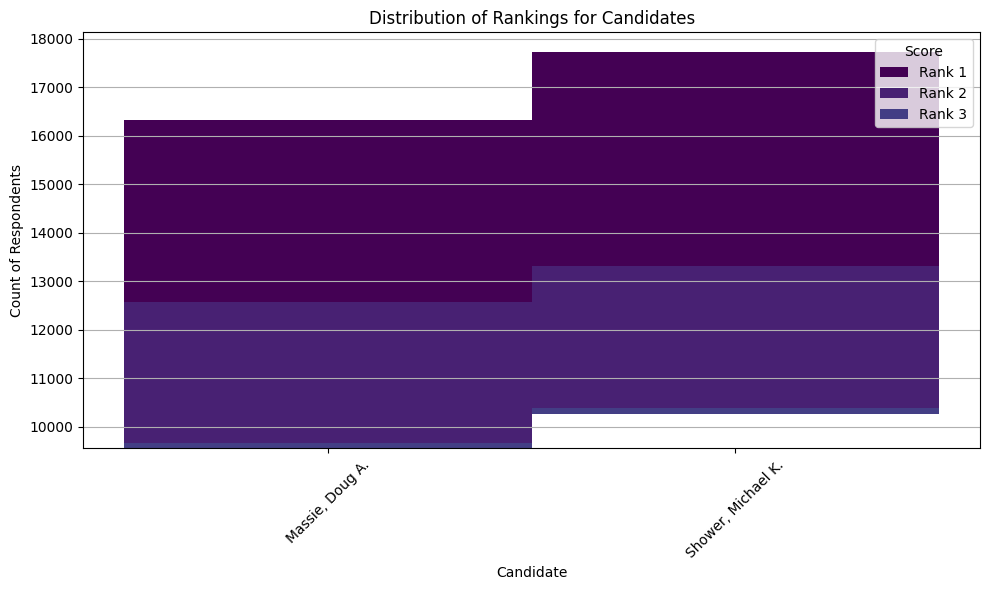 Distribution of Rankings for Candidates
Count of Respondents
18000
17000
16000
15000
14000
13000
12000
11000
10000
Score
Rank 1
Rank 2
Rank 3
Massie, Doug A.
Shower, Michael K.
Candidate